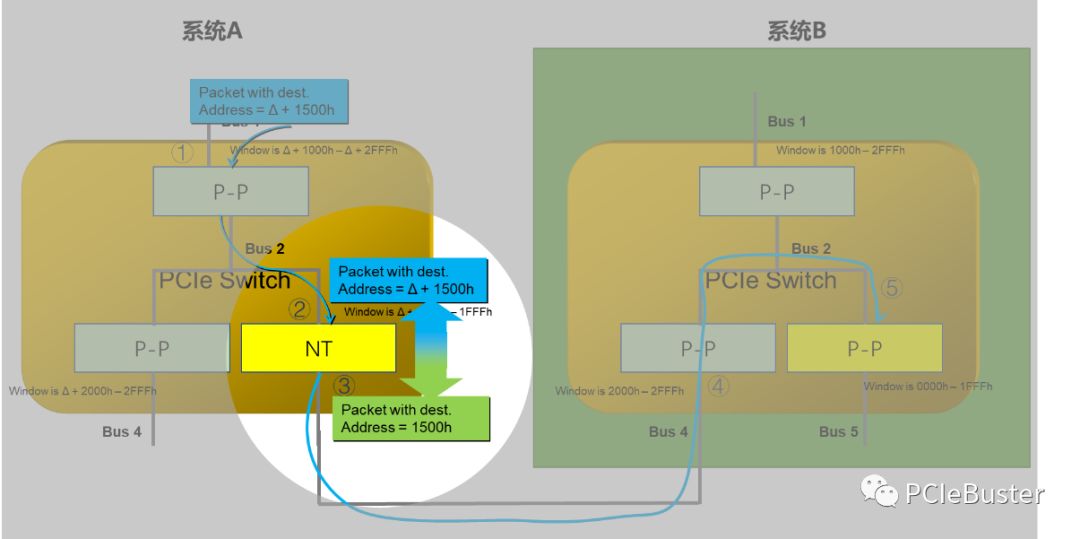 系统A
系统B
Packet with dest.
Address = Δ + 1500h
①
Window is Δ + 1000h – Δ + 2FFFh
P-P
Bus 2
PCIe Switch
Packet with dest.
Address = Δ + 1500h
②
Window is Δ
– 1FFFh
P-P
NT
③
Window is Δ + 2000h – 2FFFh
Packet with dest.
Address = 1500h
Bus 4
Bus 1
Window is 1000h – 2FFFh
P-P
Bus 2
PCIe Switch
⑤
P-P
P-P
④
Window is 2000h – 2FFFh
Window is 0000h – 1FFFh
Bus 4
Bus 5
PCIeBuster